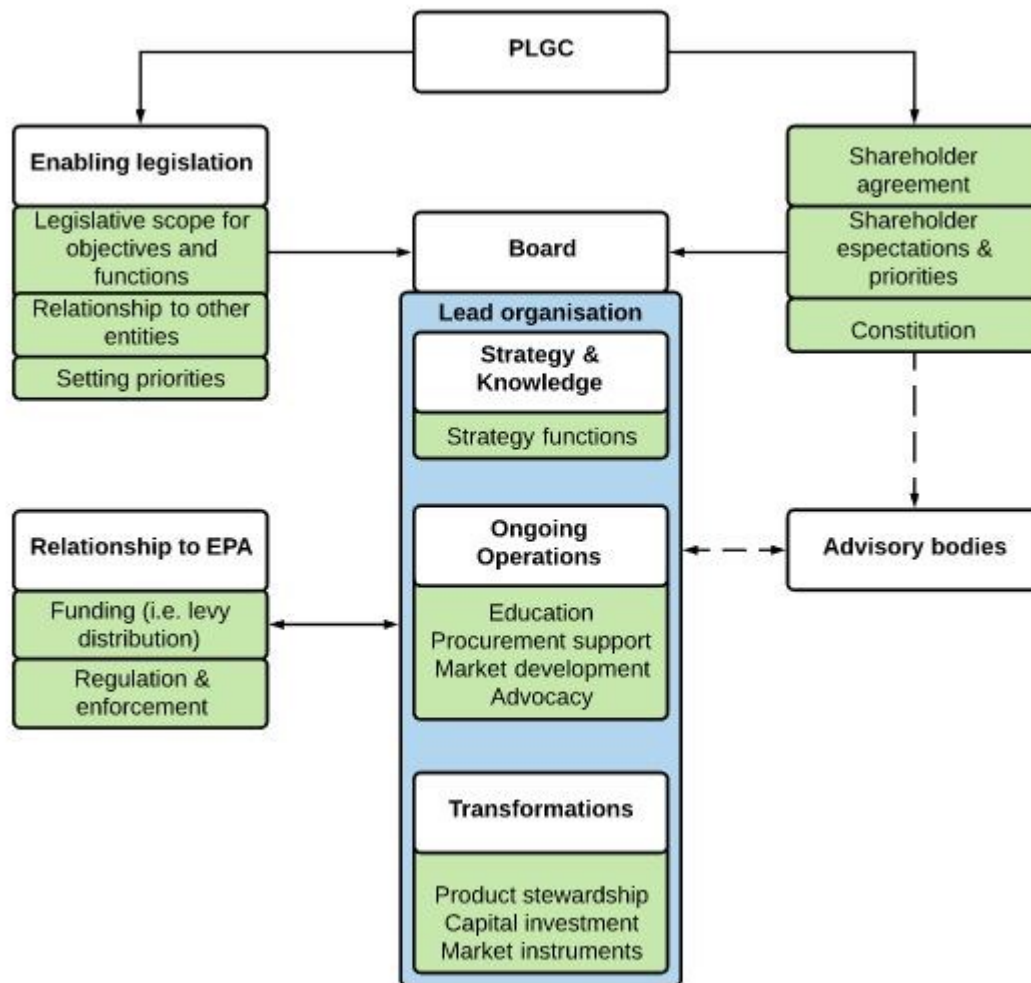 PLGC
Enabling legislation
Legislative scope for
objectives and
functions
Relationship to other
entities
Setting priorities
Shareholder
agreement
Shareholder
espectations &
priorities
Constitution
Board
Lead organisation
Strategy &
Knowledge
Strategy functions
Relationship to EPA
Funding (i.e. levy
distribution)
Regulation &
enforcement
Ongoing
Operations
Education
Procurement support
Market development
Advocacy
Advisory bodies
Transformations
Product stewardship
Capital investment
Market instruments